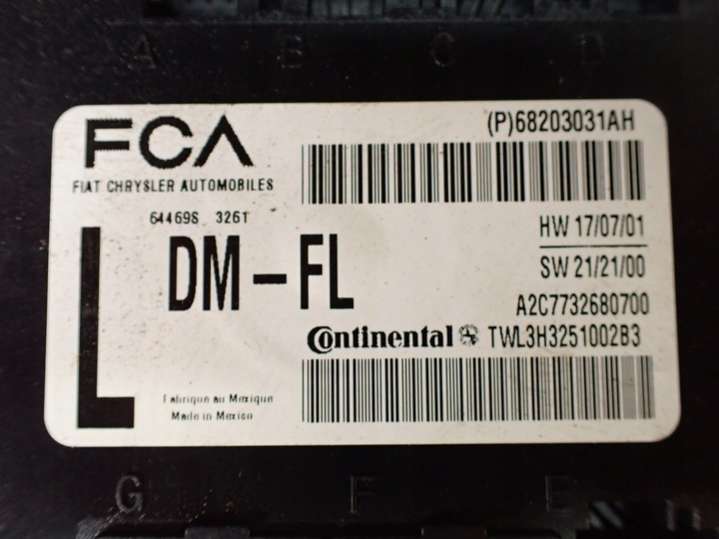 A B C D
FCA
(P)68203031AH
FIAT CHRYSLER AUTOMOBILES
64469S 326T
HW 17/07/01
L DM-FL
SW 21/21/00
A2C7732680700
Continental TWL3H3251002B3
Fabrique au Mexique
Made in Mexico
G F E